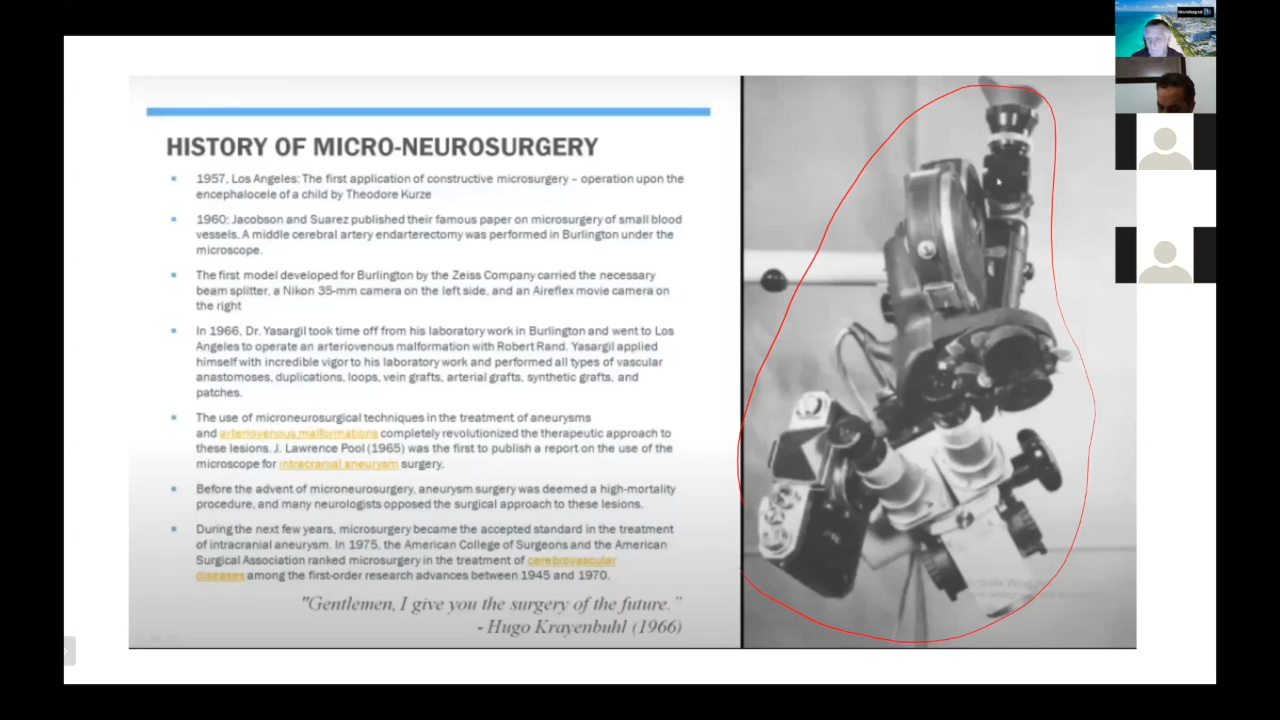 HISTORY OF MICRO-NEUROSURGERY
1957, Los Angeles: The first application of constructive microsurgery – operation upon the
encephalocele of a child by Theodore Kurze
1960: Jacobson and Suarez published their famous paper on microsurgery of small blood
vessels. A middle cerebral artery endarterectomy was performed in Burlington under the
microscope.
The first model developed for Burlington by the Zeiss Company carried the necessary
beam splitter, a Nikon 35-mm camera on the left side, and an Aireflex movie camera on
the right
In 1966, Dr. Yasargil took time off from his laboratory work in Burlington and went to Los
Angeles to operate an arteriovenous malformation with Robert Rand. Yasargil applied
himself with incredible vigor to his laboratory work and performed all types of vascular
anastomoses, duplications, loops, vein grafts, arterial grafts, synthetic grafts, and
patches.
The use of microneurosurgical techniques in the treatment of aneurysms
and arteriovenous malformations completely revolutionized the therapeutic approach to
these lesions. J. Lawrence Pool (1965) was the first to publish a report on the use of the
microscope for intracranial aneurysm surgery.
Before the advent of microneurosurgery, aneurysm surgery was deemed a high-mortality
procedure, and many neurologists opposed the surgical approach to these lesions.
During the next few years, microsurgery became the accepted standard in the treatment
of intracranial aneurysm. In 1975, the American College of Surgeons and the American
Surgical Association ranked microsurgery in the treatment of cerebrovascular
diseases among the first-order research advances between 1945 and 1970.
"Gentlemen, I give you the surgery of the future."
- Hugo Krayenbuhl (1966)